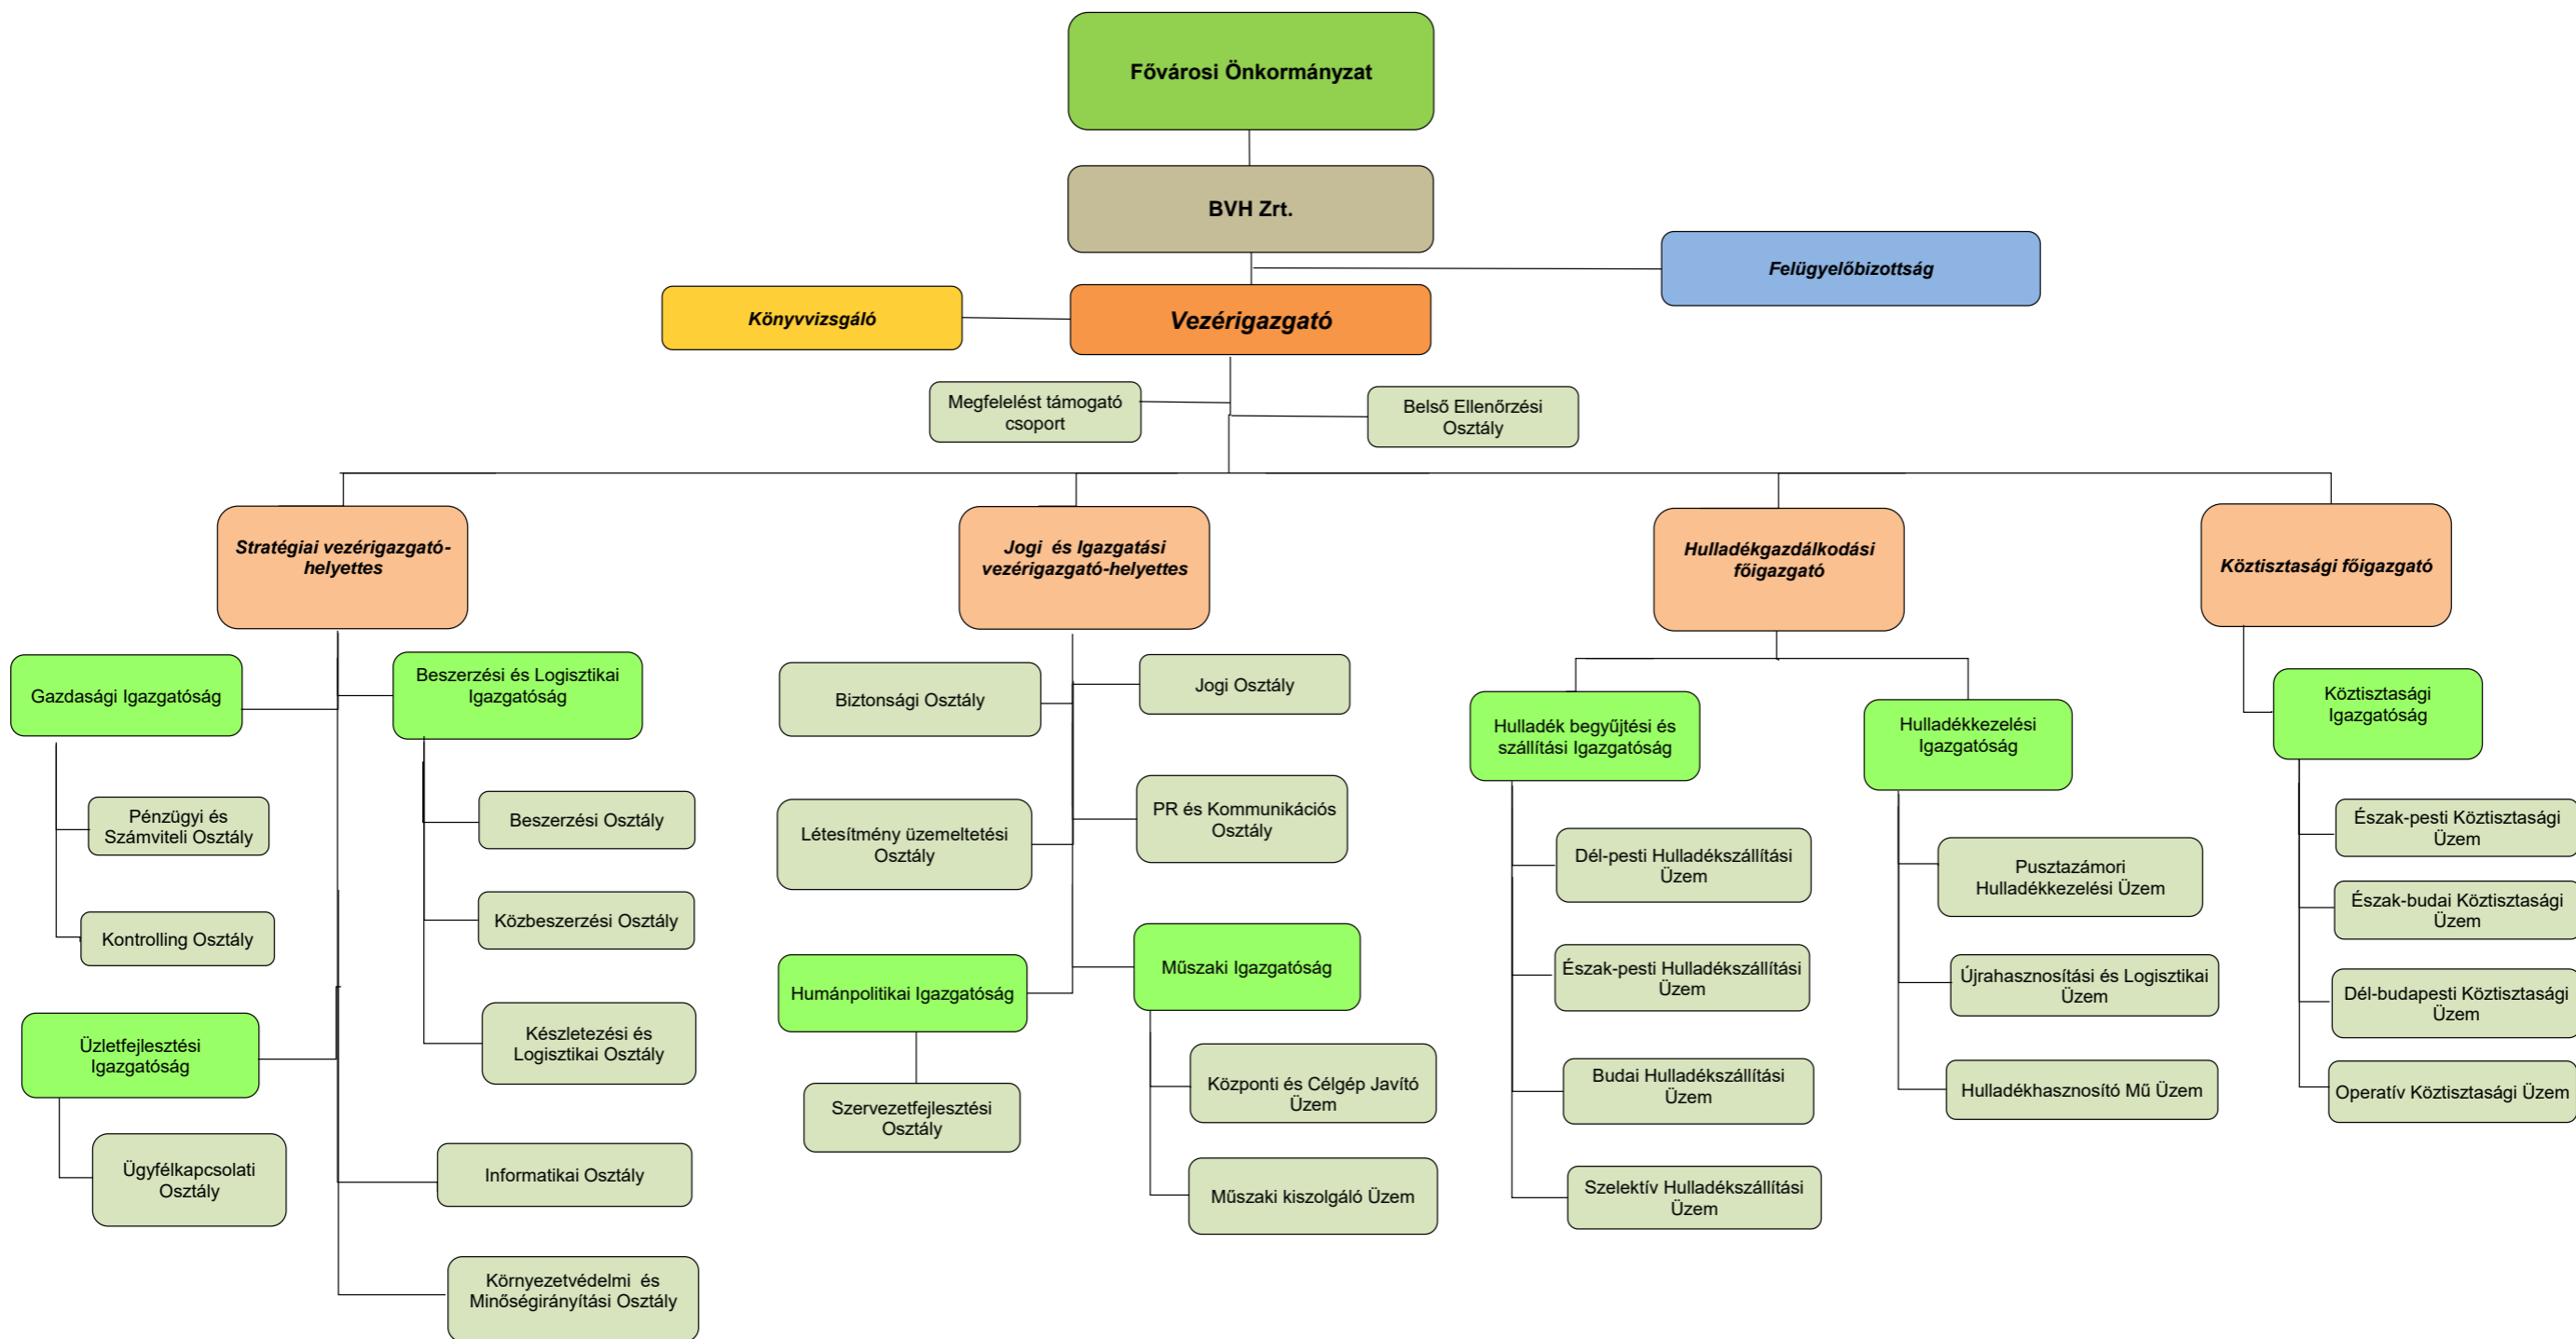 Fővárosi Önkormányzat
BVH Zrt.
Felügyelőbizottság
Könyvvizsgáló
Vezérigazgató
Megfelelést támogató
csoport
Belső Ellenőrzési
Osztály
Stratégiai vezérigazgató-
helyettes
Jogi és Igazgatási
vezérigazgató-helyettes
Hulladékgazdálkodási
főigazgató
Köztisztasági főigazgató
Gazdasági Igazgatóság
Pénzügyi és
Számviteli Osztály
Kontrolling Osztály
Üzletfejlesztési
Igazgatóság
Ügyfélkapcsolati
Osztály
Beszerzési és Logisztikai
Igazgatóság
Beszerzési Osztály
Közbeszerzési Osztály
Készletezési és
Logisztikai Osztály
Informatikai Osztály
Környezetvédelmi és
Minőségirányítási Osztály
Biztonsági Osztály
Létesítmény üzemeltetési
Osztály
Humánpolitikai Igazgatóság
Szervezetfejlesztési
Osztály
Jogi Osztály
PR és Kommunikációs
Osztály
Műszaki Igazgatóság
Központi és Célgép Javító
Üzem
Műszaki kiszolgáló Üzem
Hulladék begyűjtési és
szállítási Igazgatóság
Dél-pesti Hulladékszállítási
Üzem
Észak-pesti Hulladékszállítási
Üzem
Budai Hulladékszállítási
Üzem
Szelektív Hulladékszállítási
Üzem
Hulladékkezelési
Igazgatóság
Pusztazámori
Hulladékkezelési Üzem
Újrahasznosítási és Logisztikai
Üzem
Hulladékhasznosító Mű Üzem
Köztisztasági
Igazgatóság
Észak-pesti Köztisztasági
Üzem
Észak-budai Köztisztasági
Üzem
Dél-budapesti Köztisztasági
Üzem
Operatív Köztisztasági Üzem